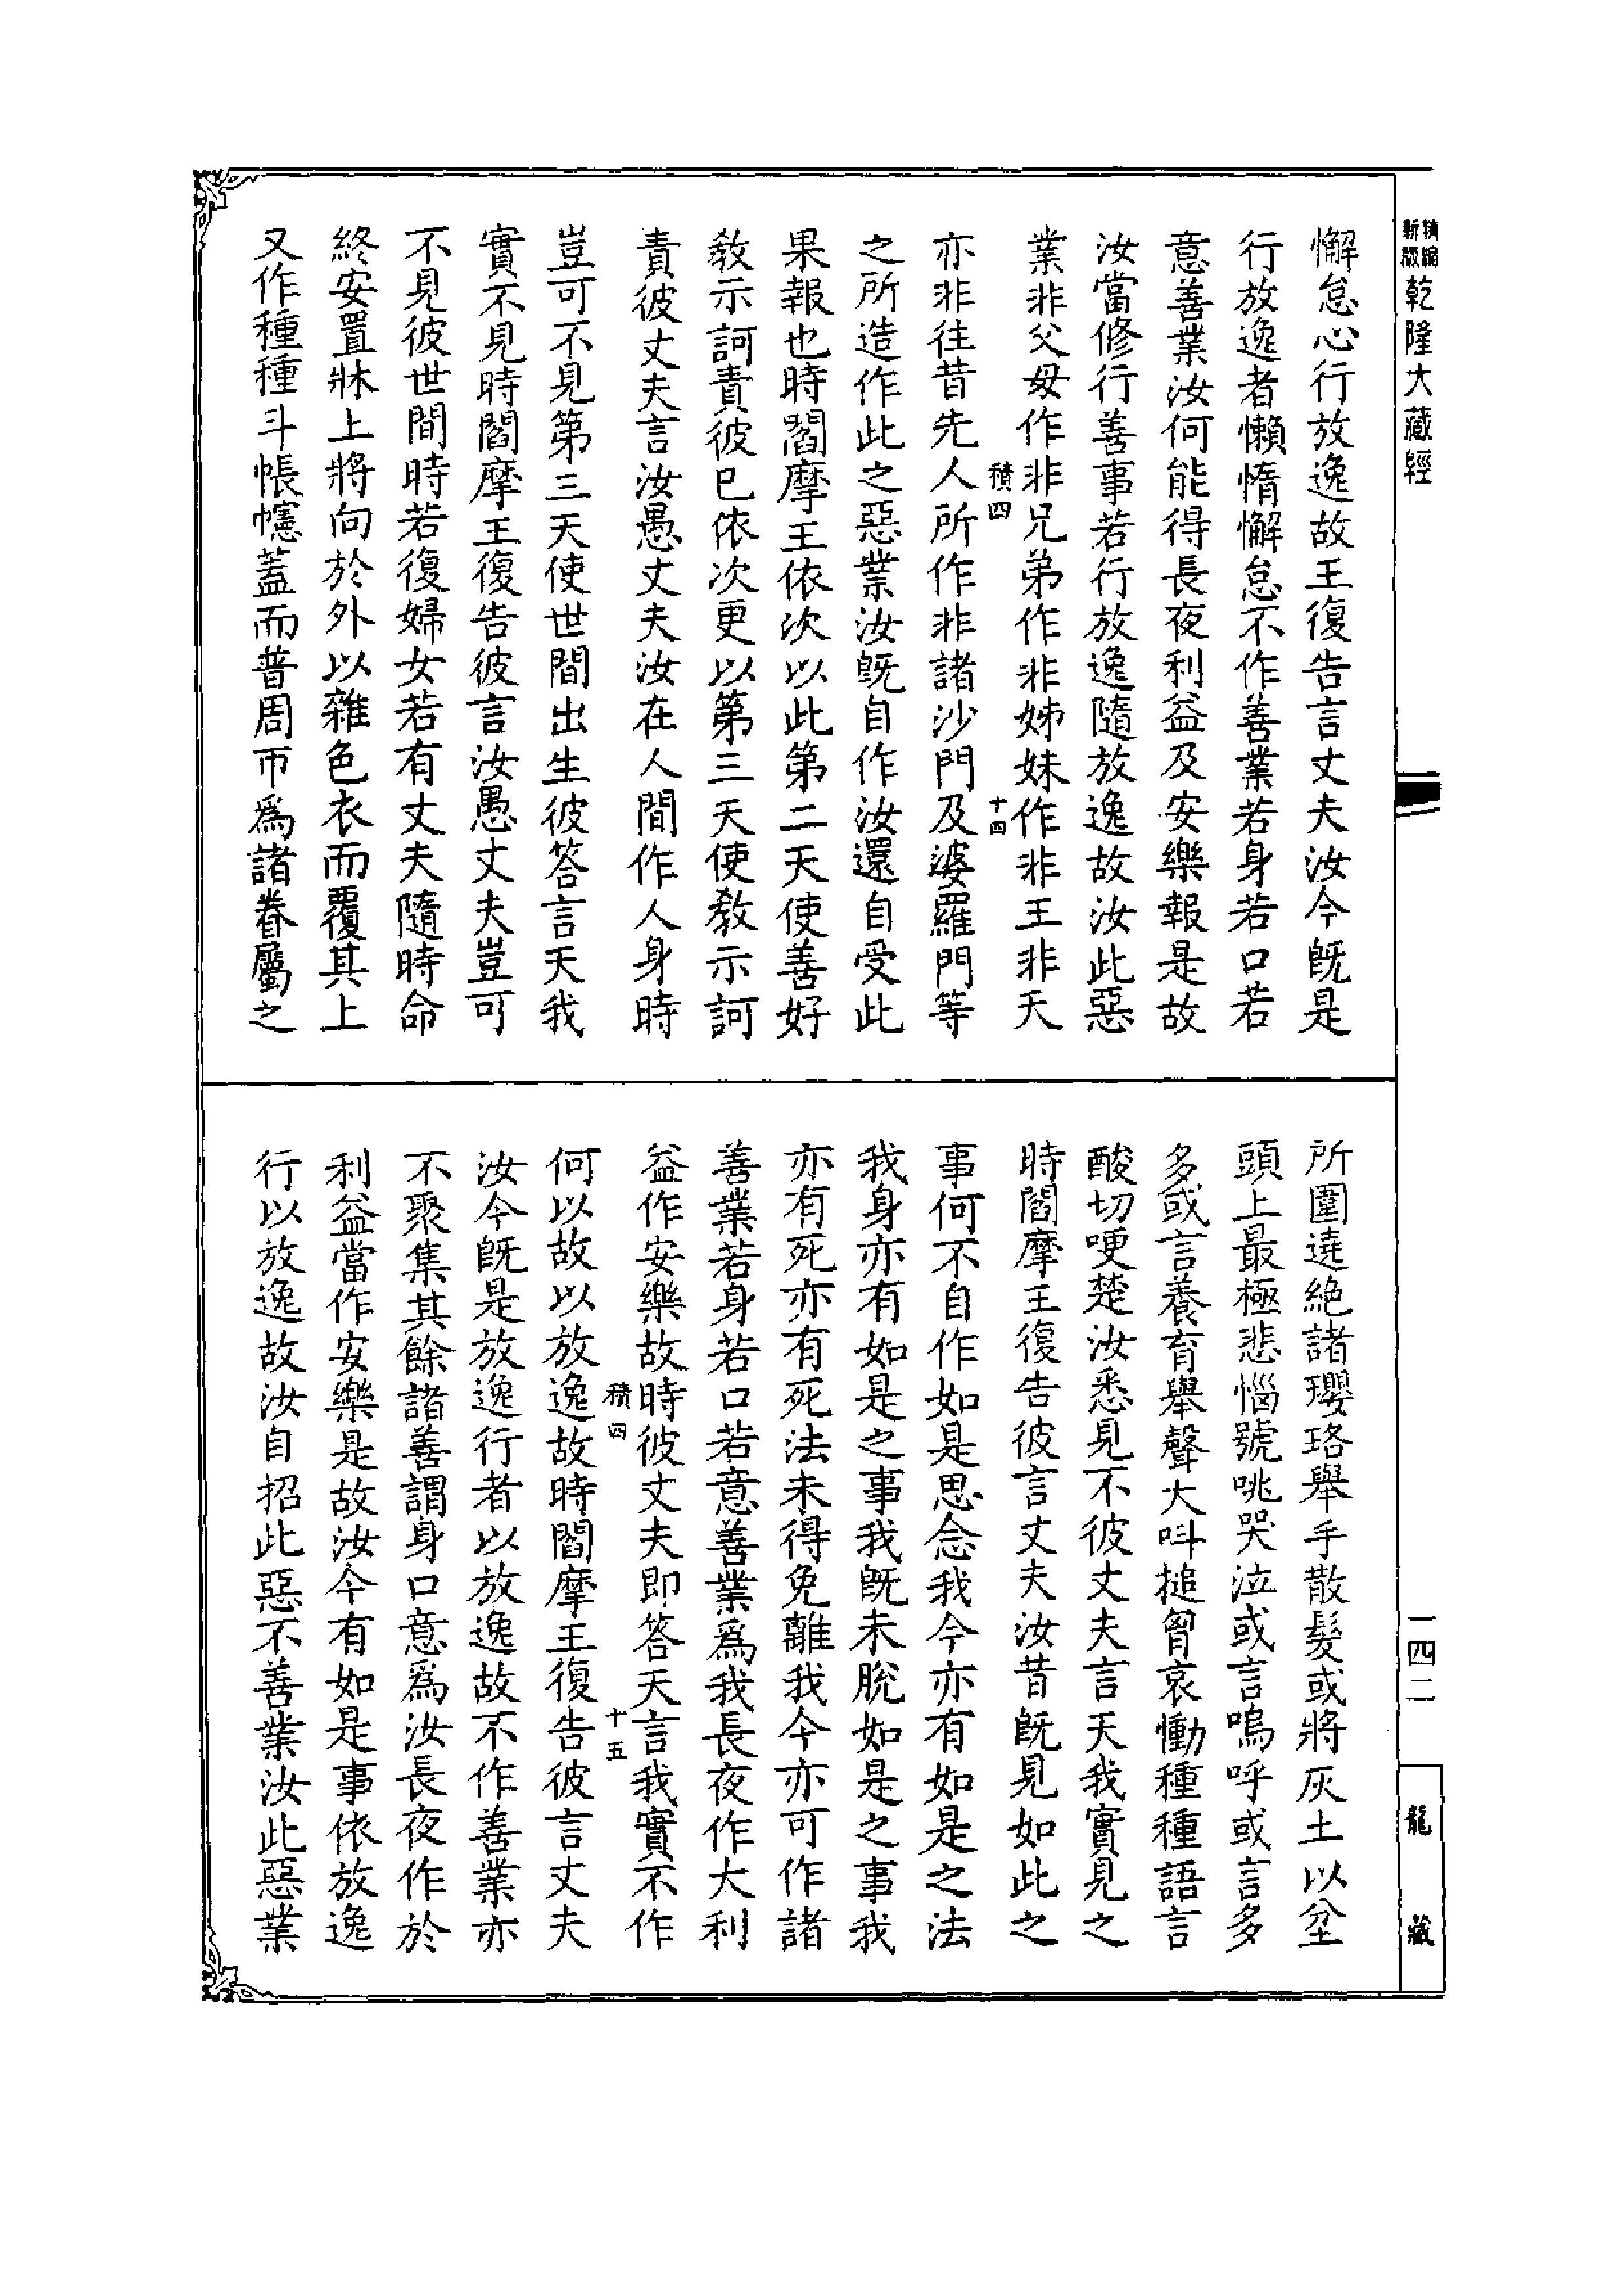 新編縮版乾隆大藏經
懈怠心行放逸故王復告言丈夫汝今旣是
行放逸者懶惰懈怠不作善業若身若口若
意善業汝何能得長夜利益及安樂報是故
汝當修行善事若行放逸隨放逸故汝此惡
業非父母作非兄弟作非姊妹作非王非天
積四
十四
亦非往昔先人所作非諸沙門及婆羅門等
之所造作此之惡業汝旣自作汝還自受此
果報也時閻摩王依次以此第二天使善好
敎示訶責彼已依次更以第三天使敎示訶
責彼丈夫言汝愚丈夫汝在人間作人身時
豈可不見第三天使世間出生彼答言天我
實不見時閻摩王復告彼言汝愚丈夫豈可
不見彼世間時若復婦女若有丈夫隨時命
終安置牀上將向於外以雜色衣而覆其上
又作種種斗帳幰蓋而普周帀爲諸眷屬之
所圍遶絶諸瓔珞舉手散髮或將灰土以坌
頭上最極悲惱號咷哭泣或言嗚呼或言多
多或言養育舉聲大呌搥胷哀慟種種語言
酸切哽楚汝悉見不彼丈夫言天我實見之
時閻摩王復告彼言丈夫汝昔旣見如此之
事何不自作如是思念我今亦有如是之法
我身亦有如是之事我旣未脫如是之事我
亦有死亦有死法未得免離我今亦可作諸
善業若身若口若意善業爲我長夜作大利
益作安樂故時彼丈夫即答天言我實不作
積四
十五
何以故以放逸故時閻摩王復告彼言丈夫
汝今旣是放逸行者以放逸故不作善業亦
不聚集其餘諸善謂身口意爲汝長夜作於
利益當作安樂是故汝今有如是事依放逸
行以放逸故汝自招此惡不善業汝此惡業
一四二
龍藏